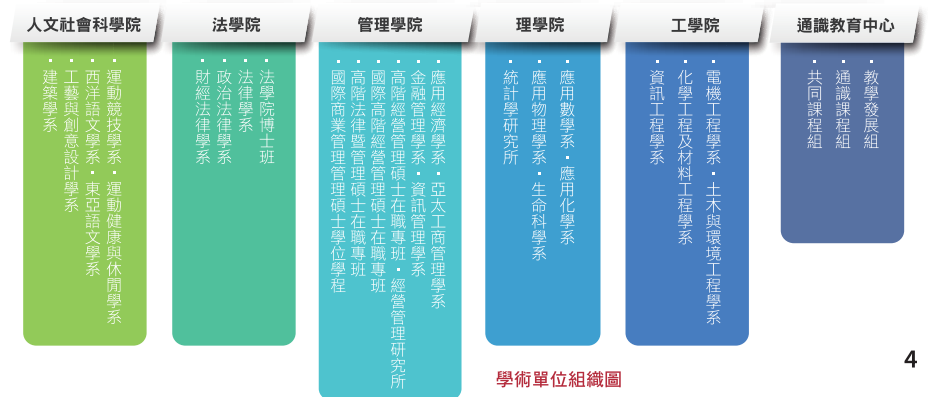 人文社會科學院
・運動競技學系・運動健康與休閒學系
・西洋語文學系・東亞語文學系
・工藝與創意設計學系
・建築學系
法學院
・法學院博士班
・法律學系
・政治法律學系
・財經法律學系
管理學院
・應用經濟學系・亞太工商管理學系
・金融管理學系・資訊管理學系
・高階經營管理碩士在職專班・經營管理研究所
・國際高階經營管理碩士在職專班
・高階法律暨管理碩士在職專班
・國際商業管理管理碩士學位學程
理學院
・應用數學系・應用化學系
・應用物理學系・生命科學系
・統計學研究所
工學院
・電機工程學系・土木與環境工程學系
・化學工程及材料工程學系
・資訊工程學系
通識教育中心
・教學發展組
・通識課程組
・共同課程組
學術單位組織圖
4